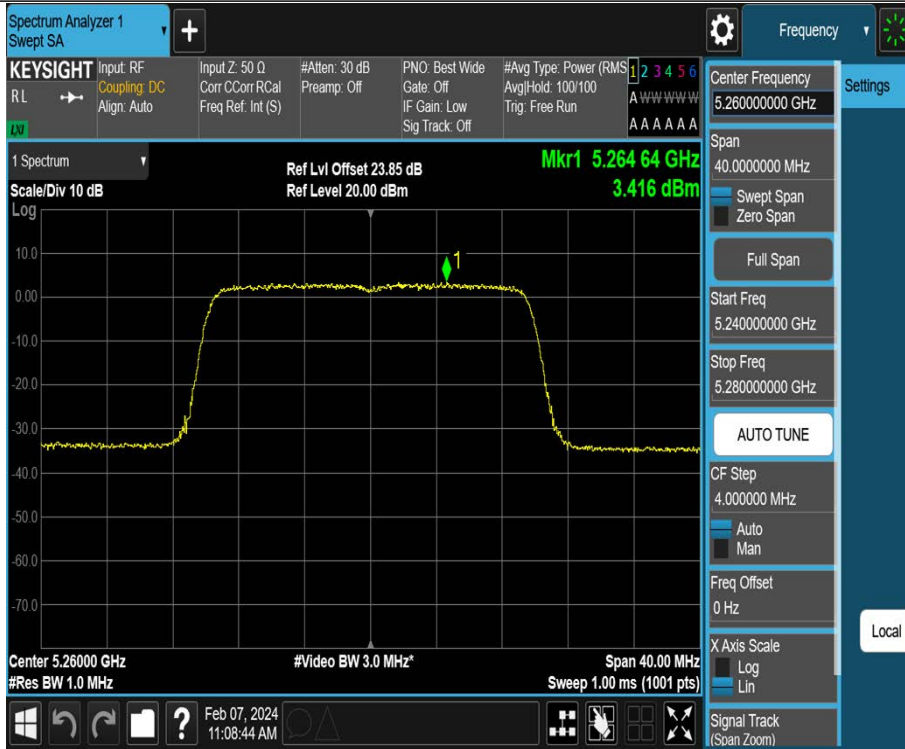 Spectrum Analyzer 1
Swept SA
+
Frequency
KEYSIGHT
R L
LXI
Input: RF
Coupling: DC
Align: Auto
Input Z: 50 Ω
Corr CCorr RCal
Freq Ref: Int (S)
#Atten: 30 dB
Preamp: Off
PNO: Best Wide
Gate: Off
IF Gain: Low
Sig Track: Off
#Avg Type: Power (RMS
Avg|Hold: 100/100
Trig: Free Run
1 2 3 4 5 6
A W W W W W
A A A A A A
1 Spectrum
Scale/Div 10 dB
Log
Ref Lvl Offset 23.85 dB
Ref Level 20.00 dBm
Mkr1 5.264 64 GHz
3.416 dBm
1
10.0
0.00
-10.0
-20.0
-30.0
-40.0
-50.0
-60.0
-70.0
Center 5.26000 GHz
#Res BW 1.0 MHz
#Video BW 3.0 MHz*
Span 40.00 MHz
Sweep 1.00 ms (1001 pts)
?
Feb 07, 2024
11:08:44 AM
Center Frequency
5.260000000 GHz
Settings
Span
40.0000000 MHz
Swept Span
Zero Span
Full Span
Start Freq
5.240000000 GHz
Stop Freq
5.280000000 GHz
AUTO TUNE
CF Step
4.000000 MHz
Auto
Man
Freq Offset
0 Hz
Local
X Axis Scale
Log
Lin
Signal Track
(Span Zoom)